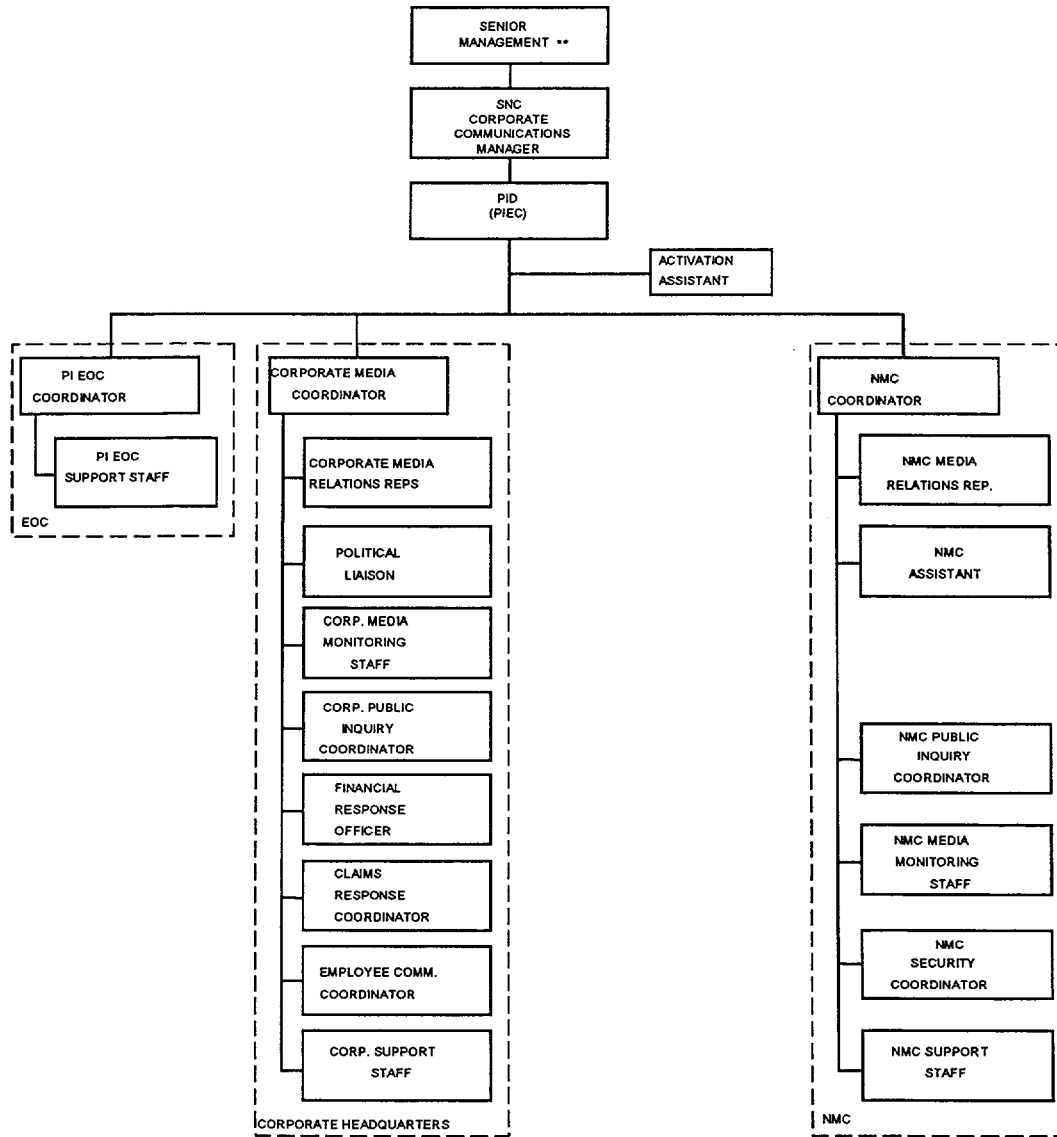 SENIOR
MANAGEMENT **
SNC
CORPORATE
COMMUNICATIONS
MANAGER
PID
(PIEC)
ACTIVATION
ASSISTANT
PI EOC
COORDINATOR
PI EOC
SUPPORT STAFF
EOC
CORPORATE MEDIA
COORDINATOR
CORPORATE MEDIA
RELATIONS REPS
POLITICAL
LIAISON
CORP. MEDIA
MONITORING
STAFF
CORP. PUBLIC
INQUIRY
COORDINATOR
FINANCIAL
RESPONSE
OFFICER
CLAIMS
RESPONSE
COORDINATOR
EMPLOYEE COMM.
COORDINATOR
CORP. SUPPORT
STAFF
CORPORATE HEADQUARTERS
NMC
COORDINATOR
NMC MEDIA
RELATIONS REP.
NMC
ASSISTANT
NMC PUBLIC
INQUIRY
COORDINATOR
NMC MEDIA
MONITORING
STAFF
NMC
SECURITY
COORDINATOR
NMC SUPPORT
STAFF
NMC